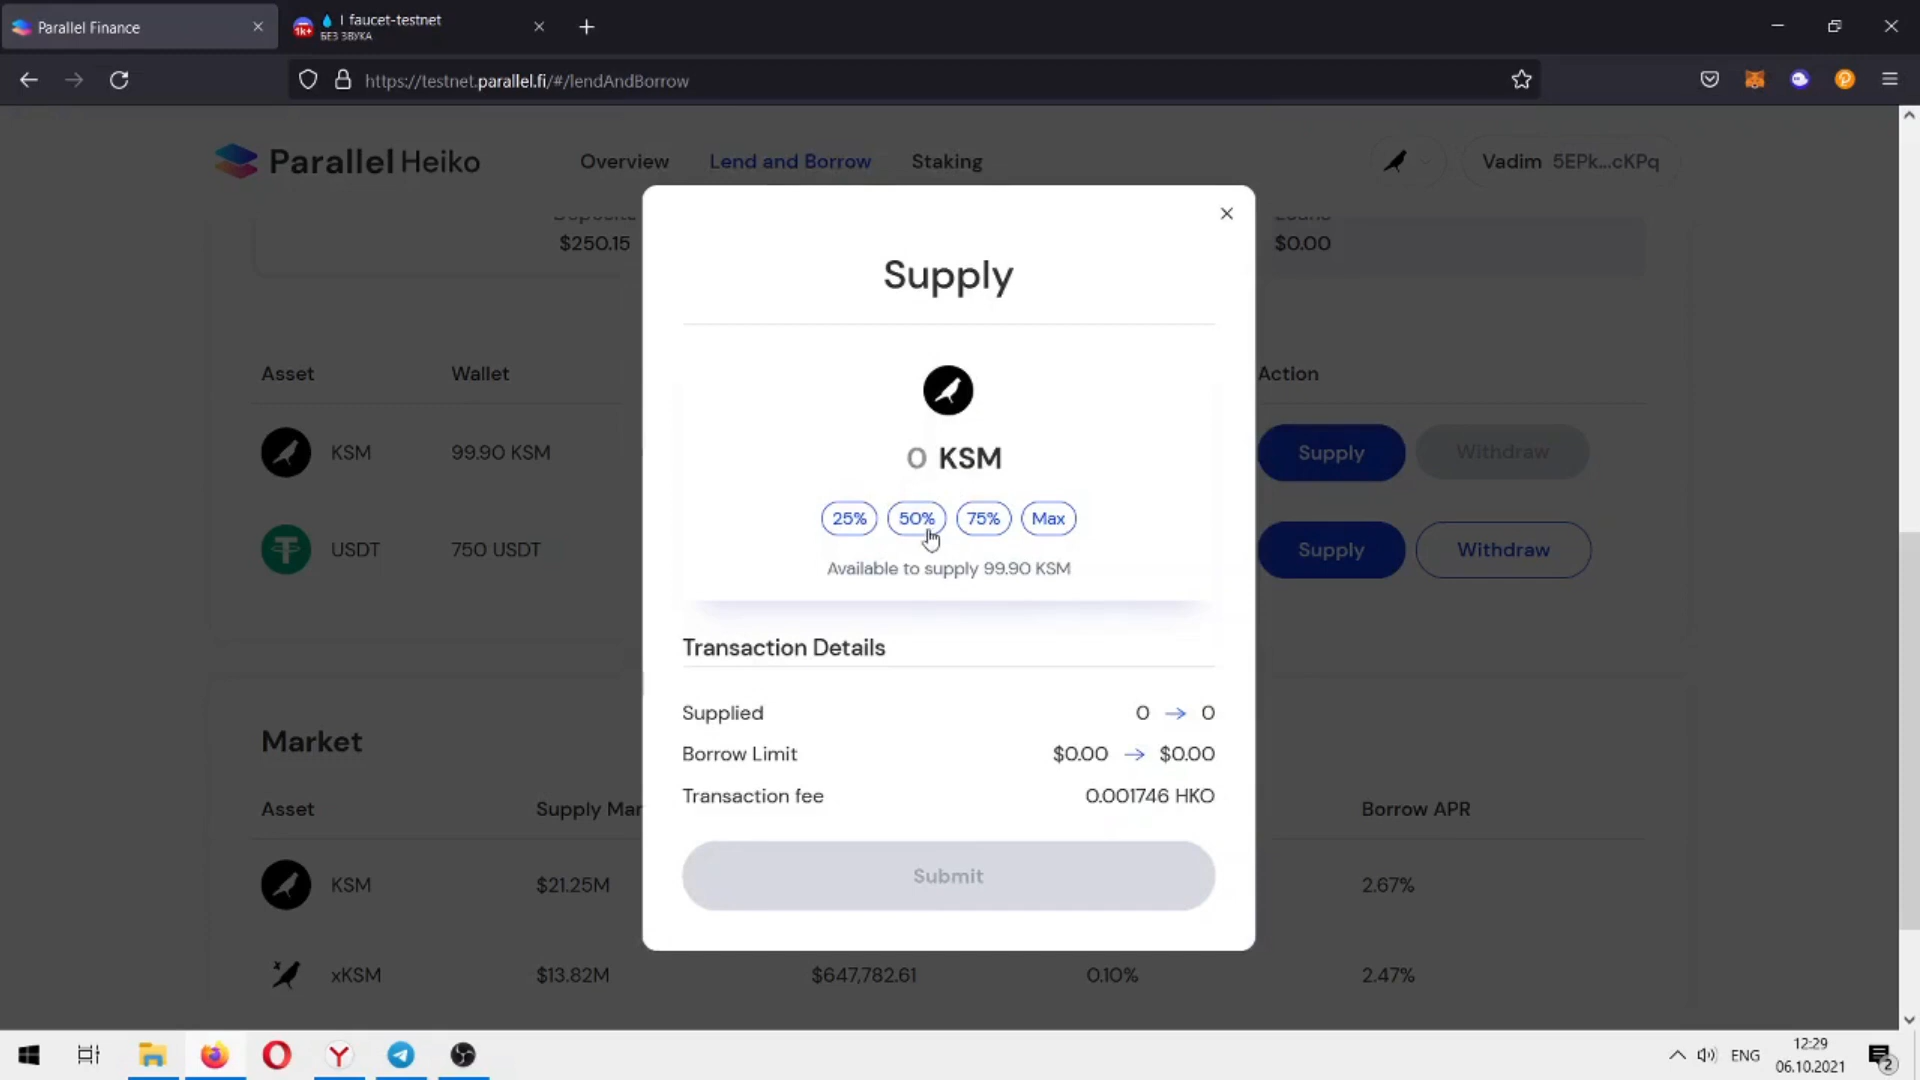 Parallel Finance
1k+
| faucet-testnet
БЕЗ ЗВУКА
https://testnet.parallel.fi/#/lendAndBorrow
Parallel Heiko
Overview
Lend and Borrow
Staking
Vadim 5EPk...cKPq
Deposits
$250.15
Loans
$0.00
Supply
Asset
Wallet
Action
KSM
99.90 KSM
Supply
Withdraw
0 KSM
25%
50%
75%
Max
USDT
750 USDT
Supply
Withdraw
Available to supply 99.90 KSM
Transaction Details
Supplied
0 → 0
Borrow Limit
$0.00 → $0.00
Transaction fee
0.001746 HKO
Submit
Market
Asset
Supply Mar
Borrow APR
KSM
$21.25M
2.67%
xKSM
$13.82M
$647,782.61
0.10%
2.47%
ENG
12:29
06.10.2021
2